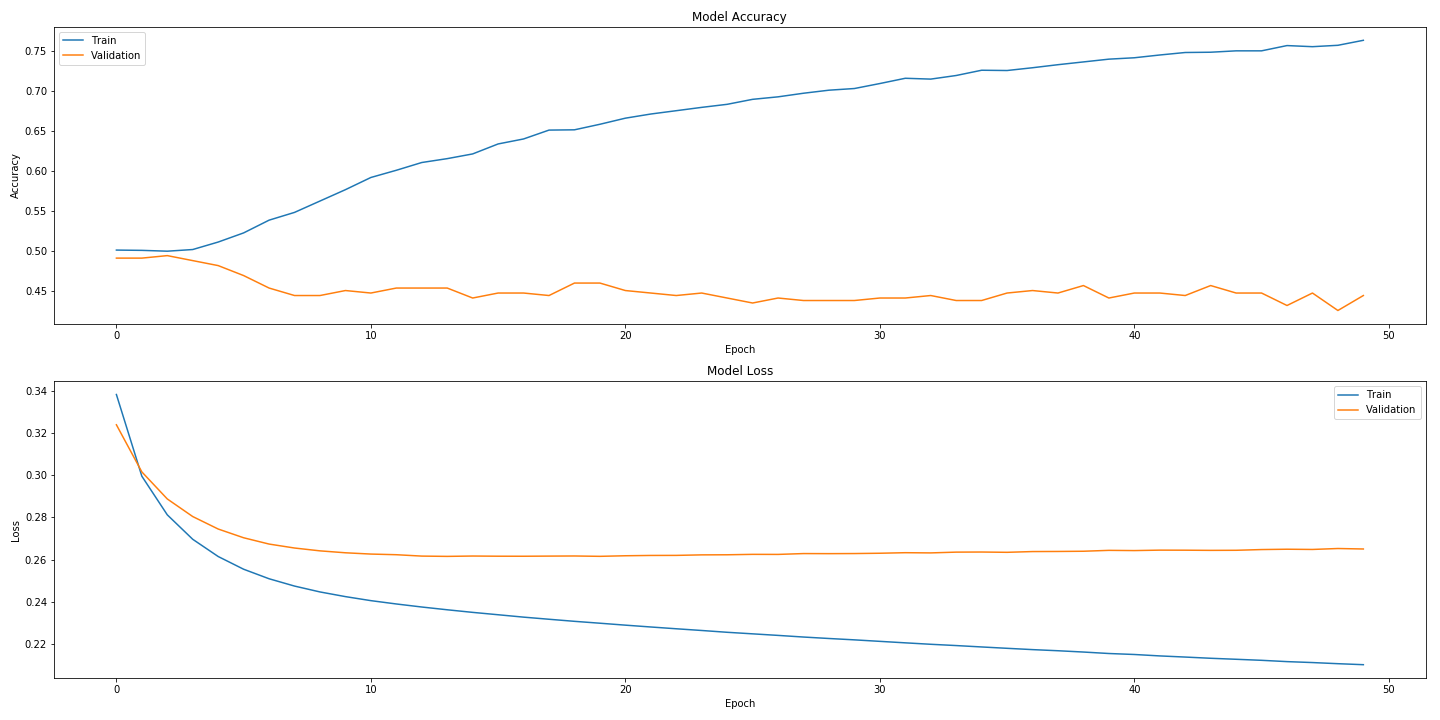 Model Accuracy
Train
Validation
0.75
0.70
0.65
0.60
0.55
0.50
0.45
Accuracy
0 10 20 30 40 50
Epoch
Model Loss
Train
Validation
0.34
0.32
0.30
0.28
0.26
0.24
0.22
Loss
0 10 20 30 40 50
Epoch